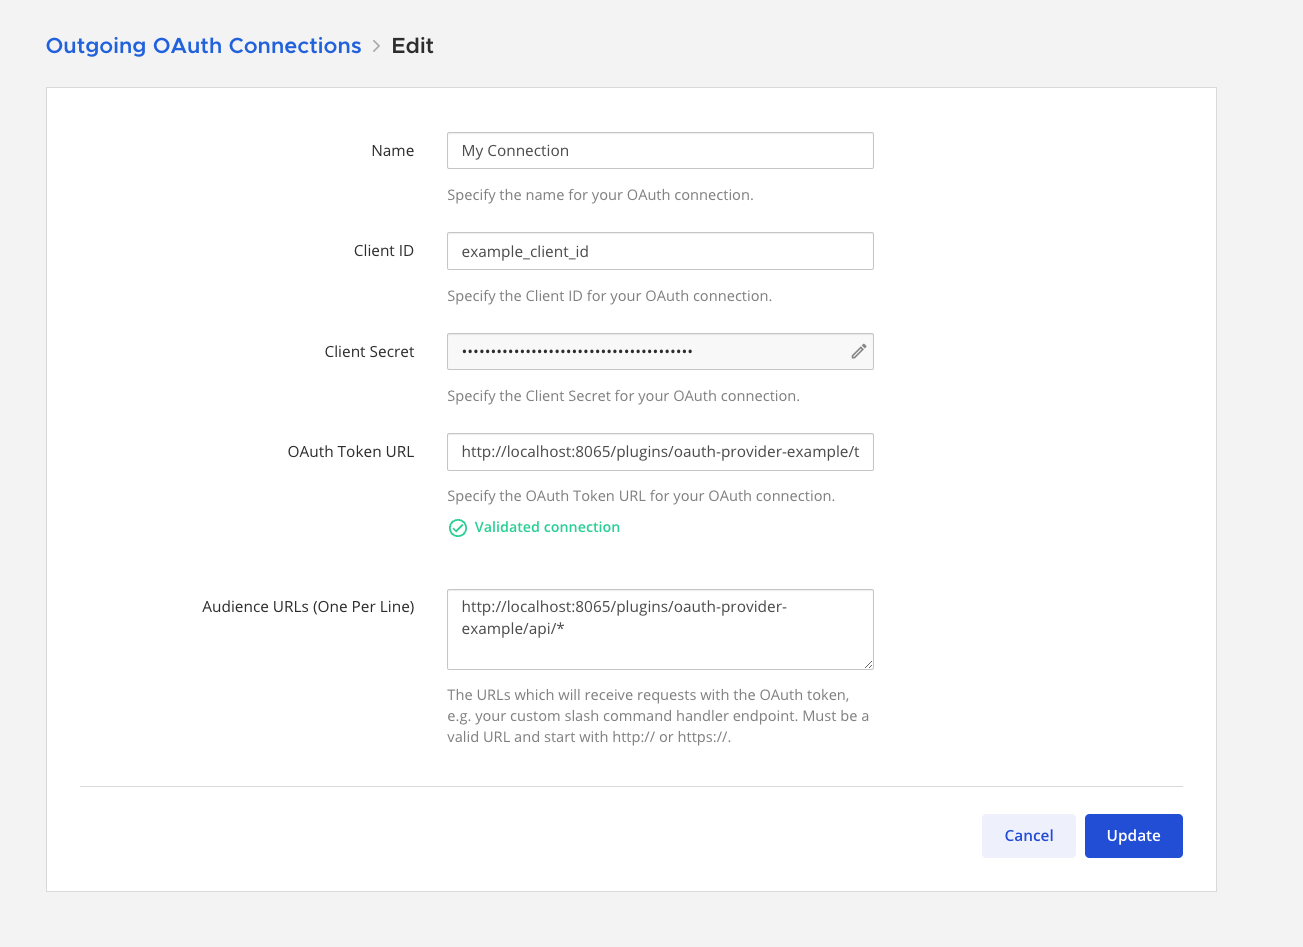 Outgoing OAuth Connections > Edit
Name
My Connection
Specify the name for your OAuth connection.
Client ID
example_client_id
Specify the Client ID for your OAuth connection.
Client Secret
••••••••••••••••••••••••••••••••••••••••
Specify the Client Secret for your OAuth connection.
OAuth Token URL
http://localhost:8065/plugins/oauth-provider-example/t
Specify the OAuth Token URL for your OAuth connection.
Validated connection
Audience URLs (One Per Line)
http://localhost:8065/plugins/oauth-provider-
example/api/*
The URLs which will receive requests with the OAuth token,
e.g. your custom slash command handler endpoint. Must be a
valid URL and start with http:// or https://.
Cancel
Update